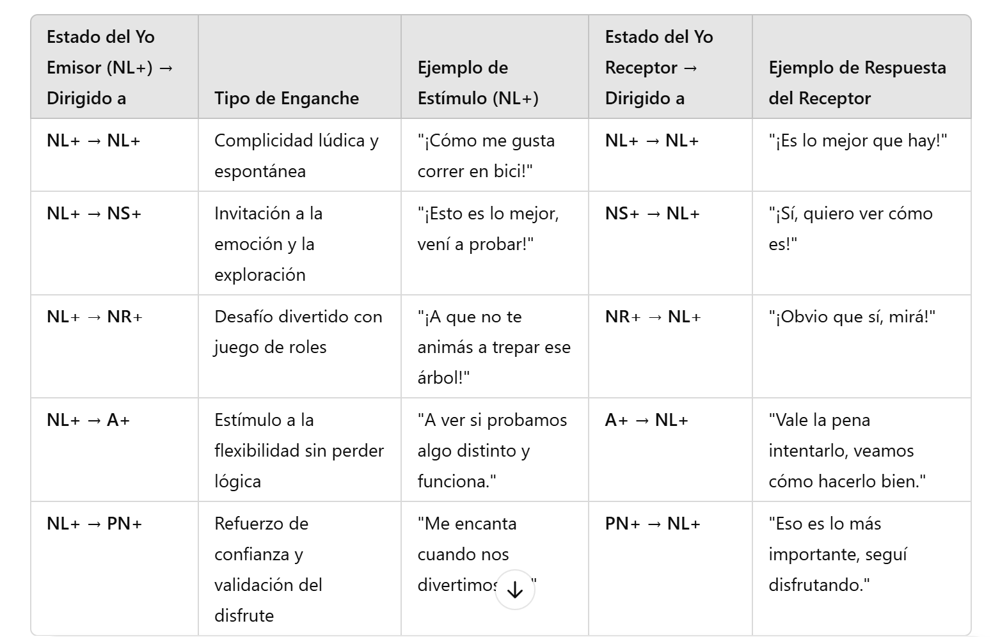 Estado del Yo
Emisor (NL+) →
Dirigido a
Tipo de Enganche
Ejemplo de
Estímulo (NL+)
Estado del Yo
Receptor →
Dirigido a
Ejemplo de Respuesta
del Receptor
NL+ → NL+
Complicidad lúdica y
espontánea
"¡Cómo me gusta
correr en bici!"
NL+ → NL+
"¡Es lo mejor que hay!"
NL+ → NS+
Invitación a la
emoción y la
exploración
"¡Esto es lo mejor,
vení a probar!"
NS+ → NL+
"¡Sí, quiero ver cómo
es!"
NL+ → NR+
Desafío divertido con
juego de roles
"¡A que no te
animás a trepar ese
árbol!"
NR+ → NL+
"¡Obvio que sí, mirá!"
NL+ → A+
Estímulo a la
flexibilidad sin perder
lógica
"A ver si probamos
algo distinto y
funciona."
A+ → NL+
"Vale la pena
intentarlo, veamos
cómo hacerlo bien."
NL+ → PN+
Refuerzo de
confianza y
validación del
disfrute
"Me encanta
cuando nos
divertimos "
PN+ → NL+
"Eso es lo más
importante, seguí
disfrutando."